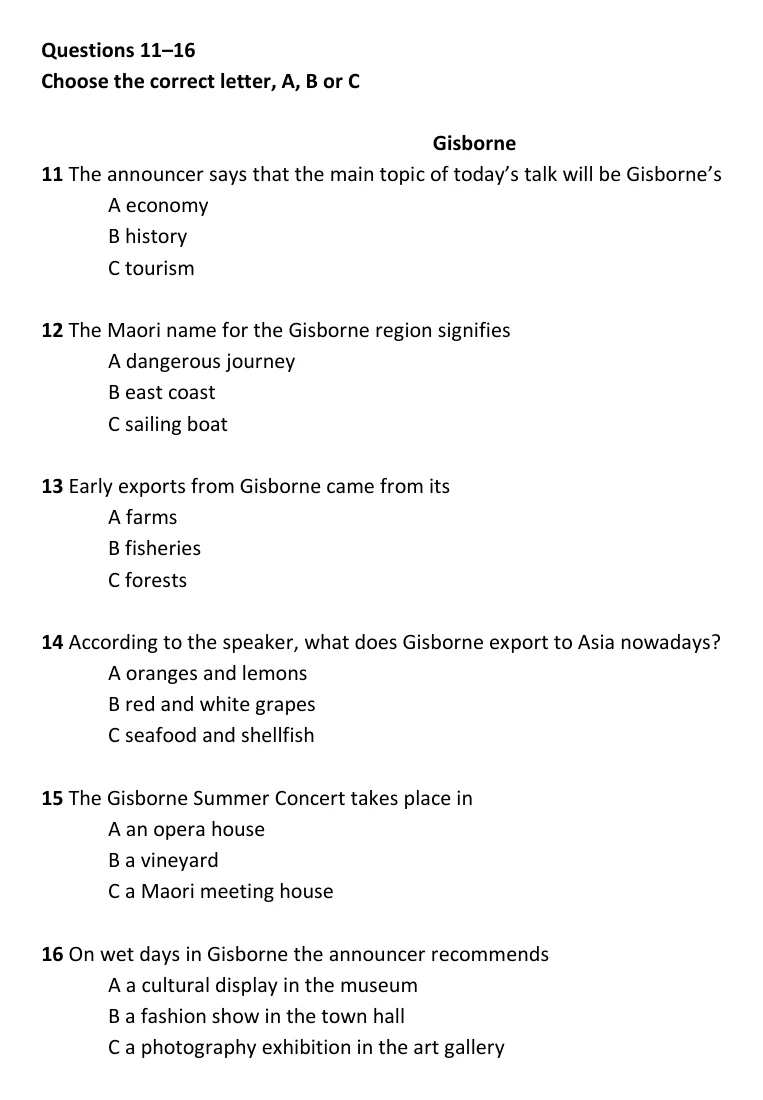 Questions 11–16
Choose the correct letter, A, B or C
Gisborne
11 The announcer says that the main topic of today’s talk will be Gisborne’s
A economy
B history
C tourism
12 The Maori name for the Gisborne region signifies
A dangerous journey
B east coast
C sailing boat
13 Early exports from Gisborne came from its
A farms
B fisheries
C forests
14 According to the speaker, what does Gisborne export to Asia nowadays?
A oranges and lemons
B red and white grapes
C seafood and shellfish
15 The Gisborne Summer Concert takes place in
A an opera house
B a vineyard
C a Maori meeting house
16 On wet days in Gisborne the announcer recommends
A a cultural display in the museum
B a fashion show in the town hall
C a photography exhibition in the art gallery